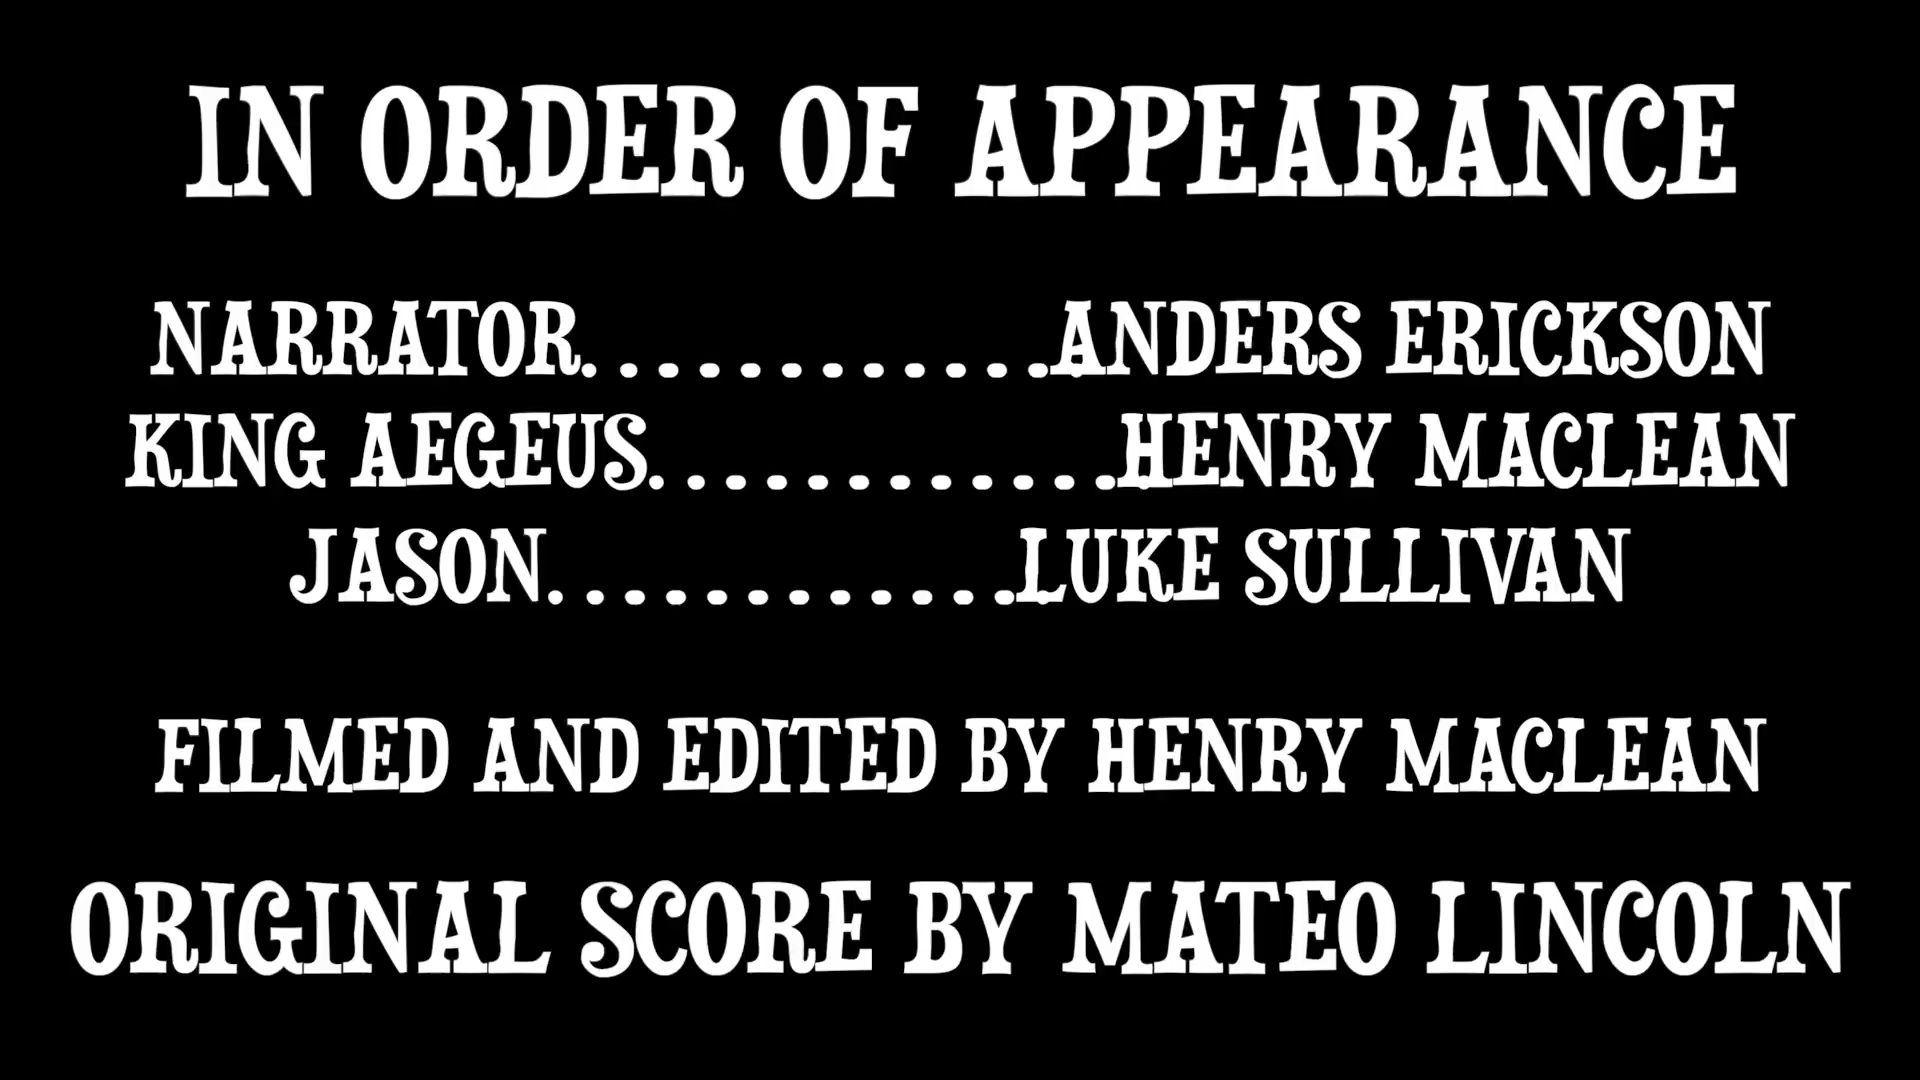 IN ORDER OF APPEARANCE
NARRATOR.............ANDERS ERICKSON
KING AEGEUS.............HENRY MACLEAN
JASON.............LUKE SULLIVAN
FILMED AND EDITED BY HENRY MACLEAN
ORIGINAL SCORE BY MATEO LINCOLN